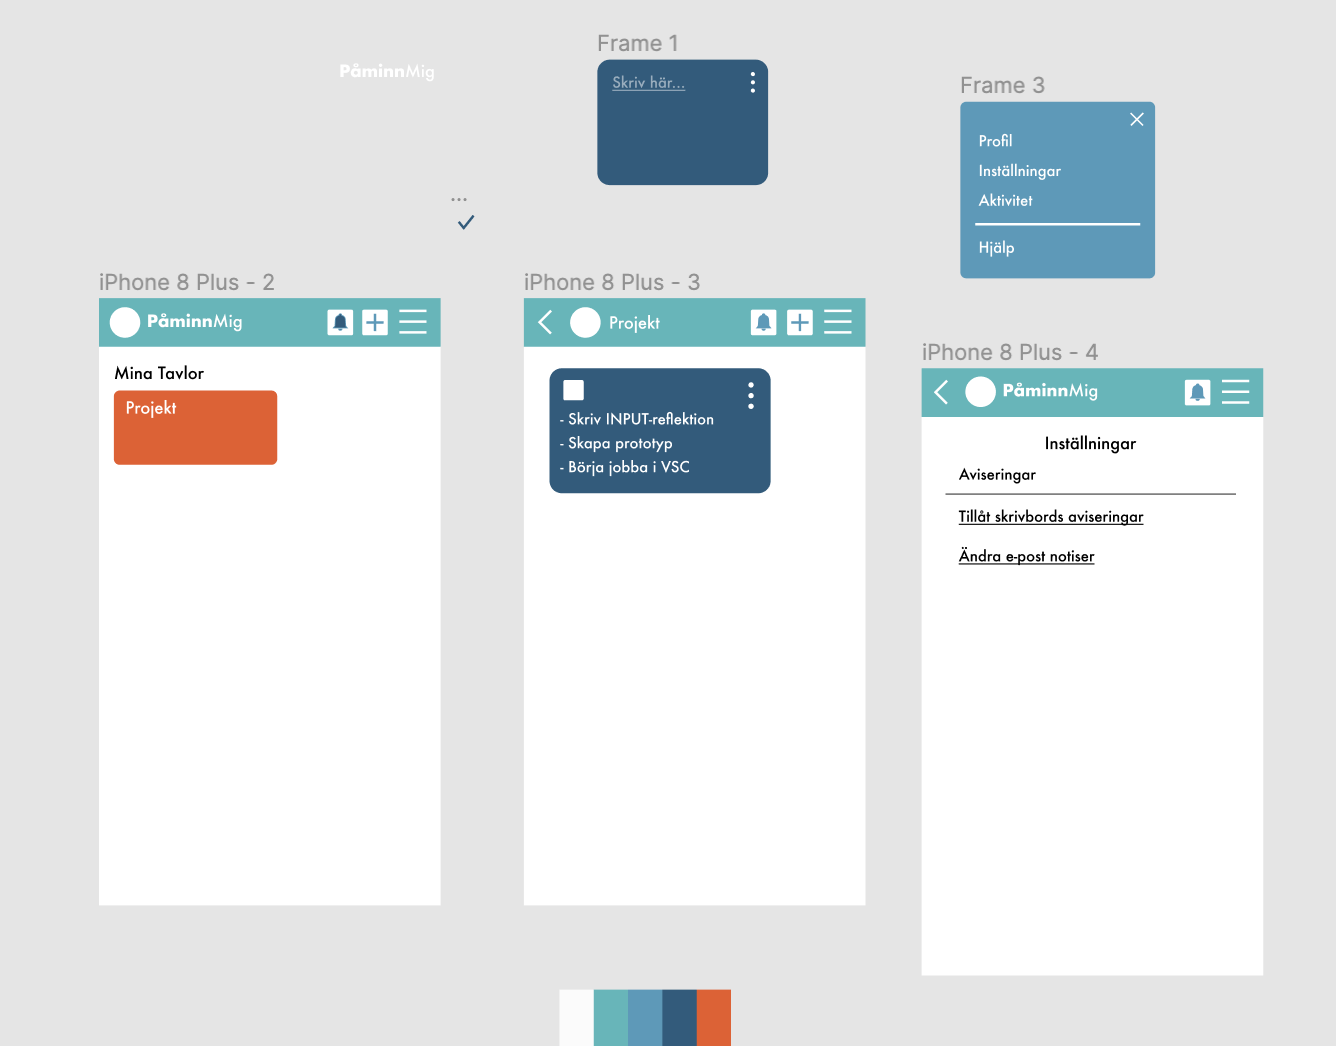 Frame 1
PåminnMig
Skriv här...
Frame 3
Profil
Inställningar
Aktivitet
Hjälp
...
iPhone 8 Plus - 2
PåminnMig
Mina Tavlor
Projekt
iPhone 8 Plus - 3
Projekt
- Skriv INPUT-reflektion
- Skapa prototyp
- Börja jobba i VSC
iPhone 8 Plus - 4
PåminnMig
Inställningar
Aviseringar
Tillåt skrivbords aviseringar
Ändra e-post notiser